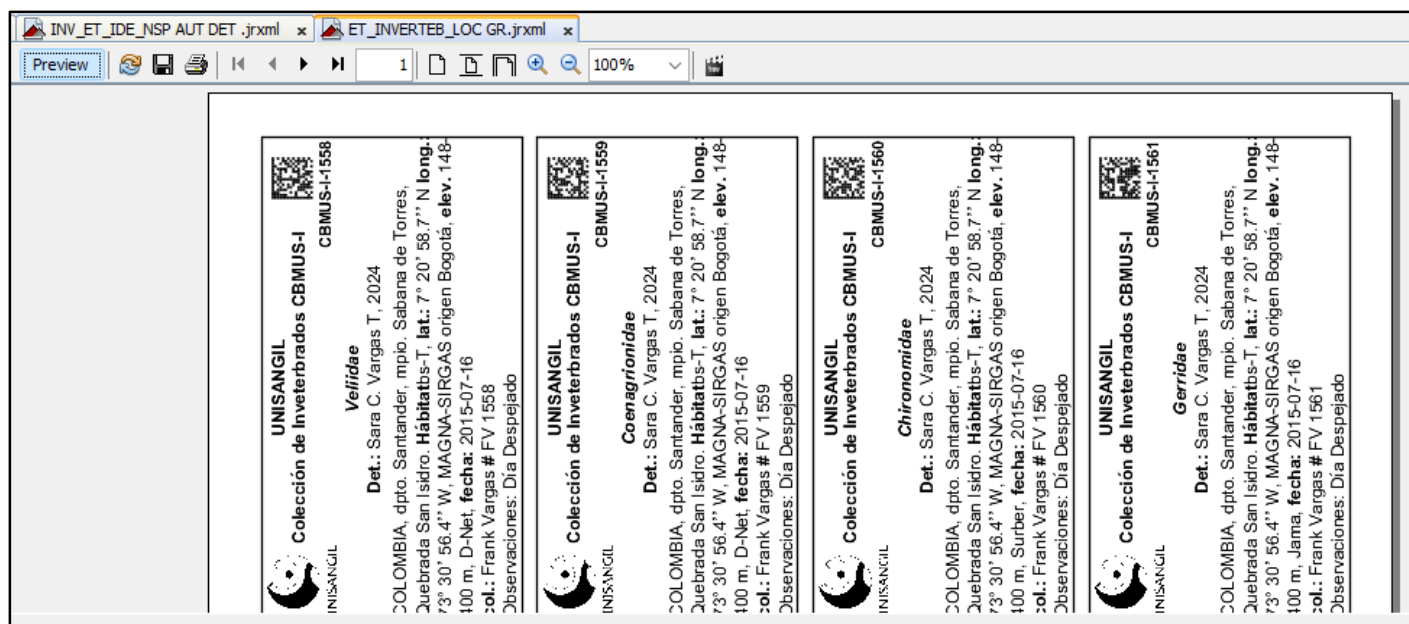 INV_ET_IDE_NSP AUT DET .jrxml x
ET_INVERTEB_LOC GR.jrxml x
Preview
1
100%
UNISANGIL
Colección de Inveterbrados CBMUS-I
CBMUS-I-1558
Veliidae
Det.: Sara C. Vargas T, 2024
COLOMBIA, dpto. Santander, mpio. Sabana de Torres,
Quebrada San Isidro. Hábitatbs-T, lat.: 7° 20' 58.7'' N long.:
73° 30' 56.4'' W, MAGNA-SIRGAS origen Bogotá, elev. 148-
400 m, D-Net, fecha: 2015-07-16
col.: Frank Vargas # FV 1558
Observaciones: Día Despejado
UNISANGIL
UNISANGIL
Colección de Inveterbrados CBMUS-I
CBMUS-I-1559
Coenagrionidae
Det.: Sara C. Vargas T, 2024
COLOMBIA, dpto. Santander, mpio. Sabana de Torres,
Quebrada San Isidro. Hábitatbs-T, lat.: 7° 20' 58.7'' N long.:
73° 30' 56.4'' W, MAGNA-SIRGAS origen Bogotá, elev. 148-
400 m, D-Net, fecha: 2015-07-16
col.: Frank Vargas # FV 1559
Observaciones: Día Despejado
UNISANGIL
UNISANGIL
Colección de Inveterbrados CBMUS-I
CBMUS-I-1560
Chironomidae
Det.: Sara C. Vargas T, 2024
COLOMBIA, dpto. Santander, mpio. Sabana de Torres,
Quebrada San Isidro. Hábitatbs-T, lat.: 7° 20' 58.7'' N long.:
73° 30' 56.4'' W, MAGNA-SIRGAS origen Bogotá, elev. 148-
400 m, Surber, fecha: 2015-07-16
col.: Frank Vargas # FV 1560
Observaciones: Día Despejado
UNISANGIL
UNISANGIL
Colección de Inveterbrados CBMUS-I
CBMUS-I-1561
Gerridae
Det.: Sara C. Vargas T, 2024
COLOMBIA, dpto. Santander, mpio. Sabana de Torres,
Quebrada San Isidro. Hábitatbs-T, lat.: 7° 20' 58.7'' N long.:
73° 30' 56.4'' W, MAGNA-SIRGAS origen Bogotá, elev. 148-
400 m, Jama, fecha: 2015-07-16
col.: Frank Vargas # FV 1561
Observaciones: Día Despejado
UNISANGIL